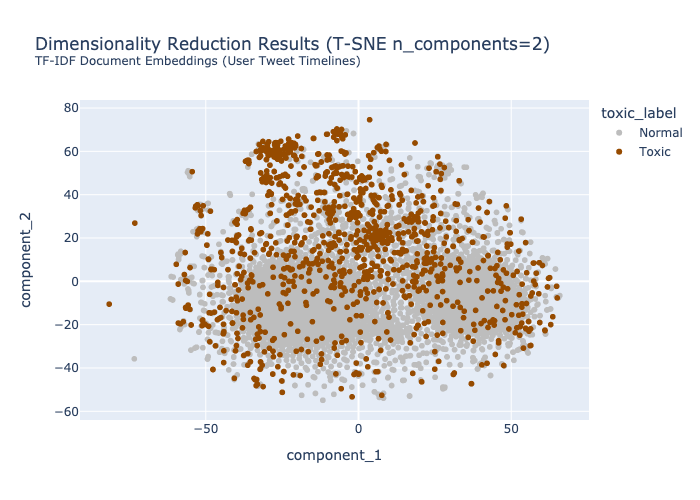 Dimensionality Reduction Results (T-SNE n_components=2)
TF-IDF Document Embeddings (User Tweet Timelines)
toxic_label
Normal
Toxic
80
60
40
20
0
−20
−40
−60
component_2
−50
0
50
component_1